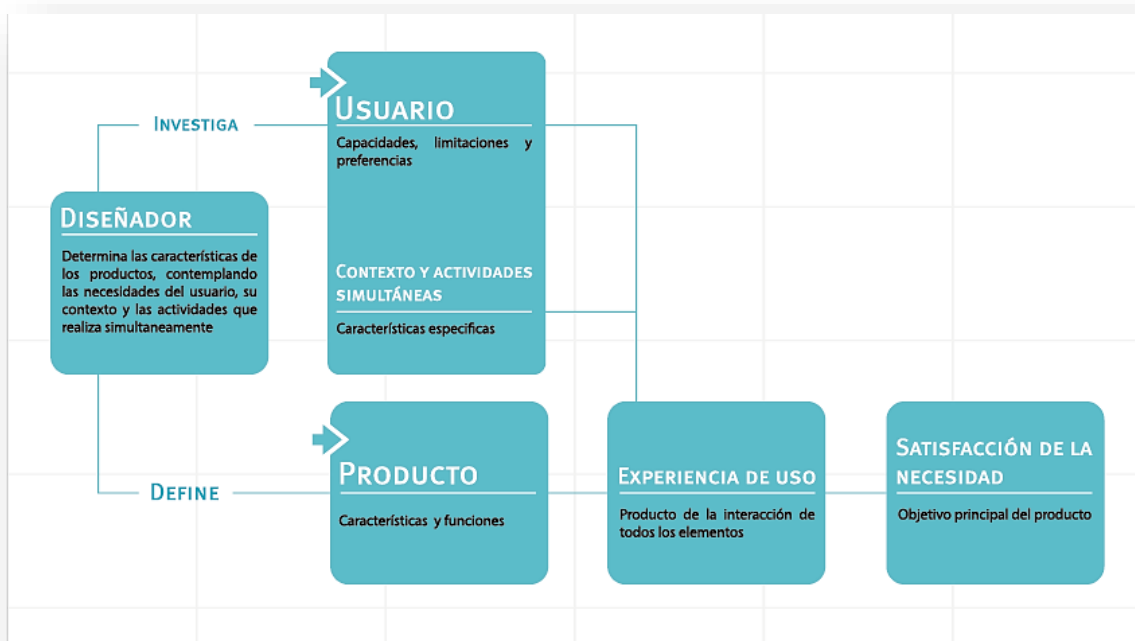 INVESTIGA
USUARIO
Capacidades, limitaciones y
preferencias
DISEÑADOR
Determina las características de
los productos, contemplando
las necesidades del usuario, su
contexto y las actividades que
realiza simultaneamente
CONTEXTO Y ACTIVIDADES
SIMULTÁNEAS
Características especificas
DEFINE
PRODUCTO
Características y funciones
EXPERIENCIA DE USO
Producto de la interacción de
todos los elementos
SATISFACCIÓN DE LA
NECESIDAD
Objetivo principal del producto